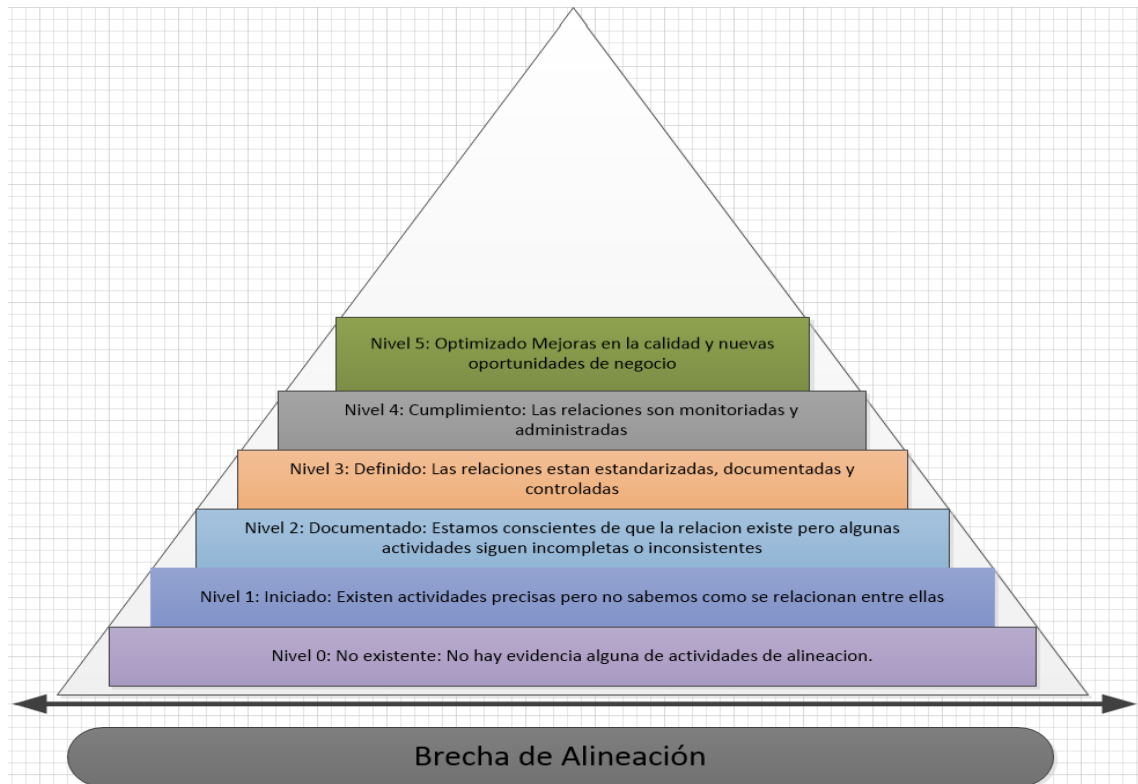 Nivel 5: Optimizado Mejoras en la calidad y nuevas
oportunidades de negocio
Nivel 4: Cumplimiento: Las relaciones son monitoriadas y
administradas
Nivel 3: Definido: Las relaciones estan estandarizadas, documentadas y
controladas
Nivel 2: Documentado: Estamos conscientes de que la relacion existe pero algunas
actividades siguen incompletas o inconsistentes
Nivel 1: Iniciado: Existen actividades precisas pero no sabemos como se relacionan entre ellas
Nivel 0: No existente: No hay evidencia alguna de actividades de alineacion.
Brecha de Alineación